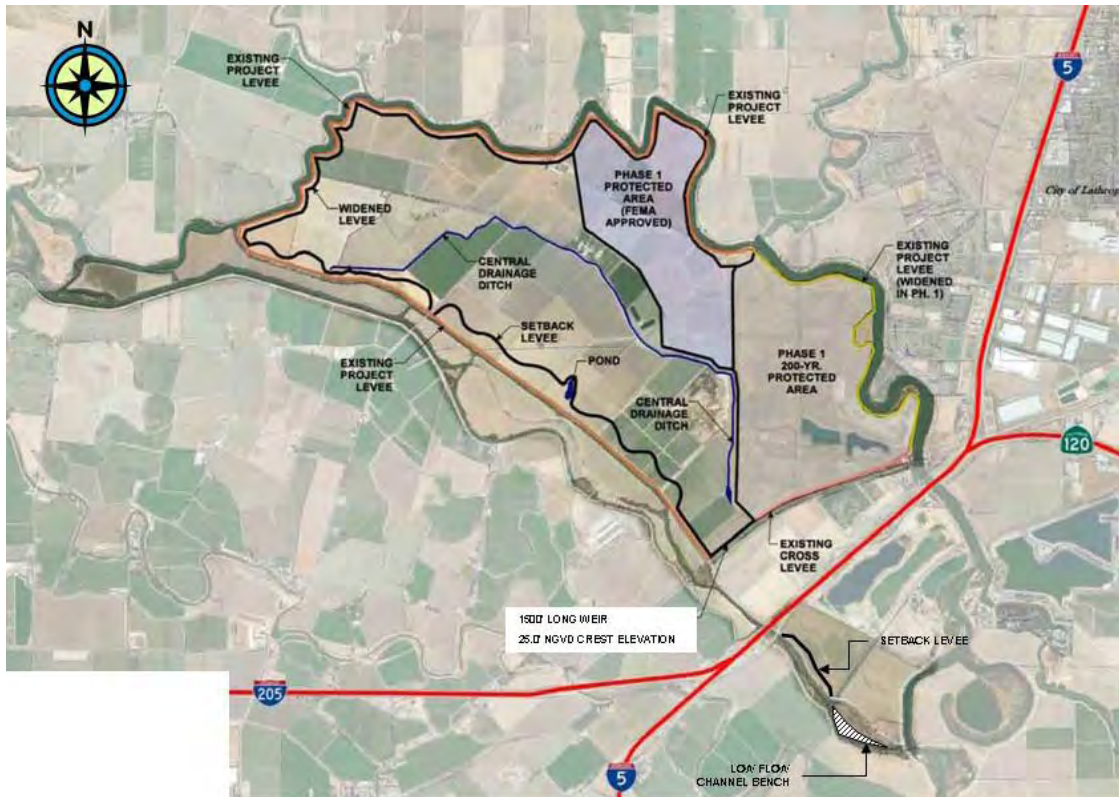 N
EXISTING
PROJECT
LEVEE
5
EXISTING
PROJECT
LEVEE
PHASE 1
PROTECTED
AREA
(FEMA
APPROVED)
City of Lathrop
WIDENED
LEVEE
CENTRAL
DRAINAGE
DITCH
EXISTING
PROJECT
LEVEE
(WIDENED
IN PH. 1)
SETBACK
LEVEE
EXISTING
PROJECT
LEVEE
POND
PHASE 1
200-YR.
PROTECTED
AREA
CENTRAL
DRAINAGE
DITCH
120
EXISTING
CROSS
LEVEE
LONG WEIR
NGVD CREST ELEVATION
SETBACK LEVEE
205
5
LOW FLOW
CHANNEL BENCH